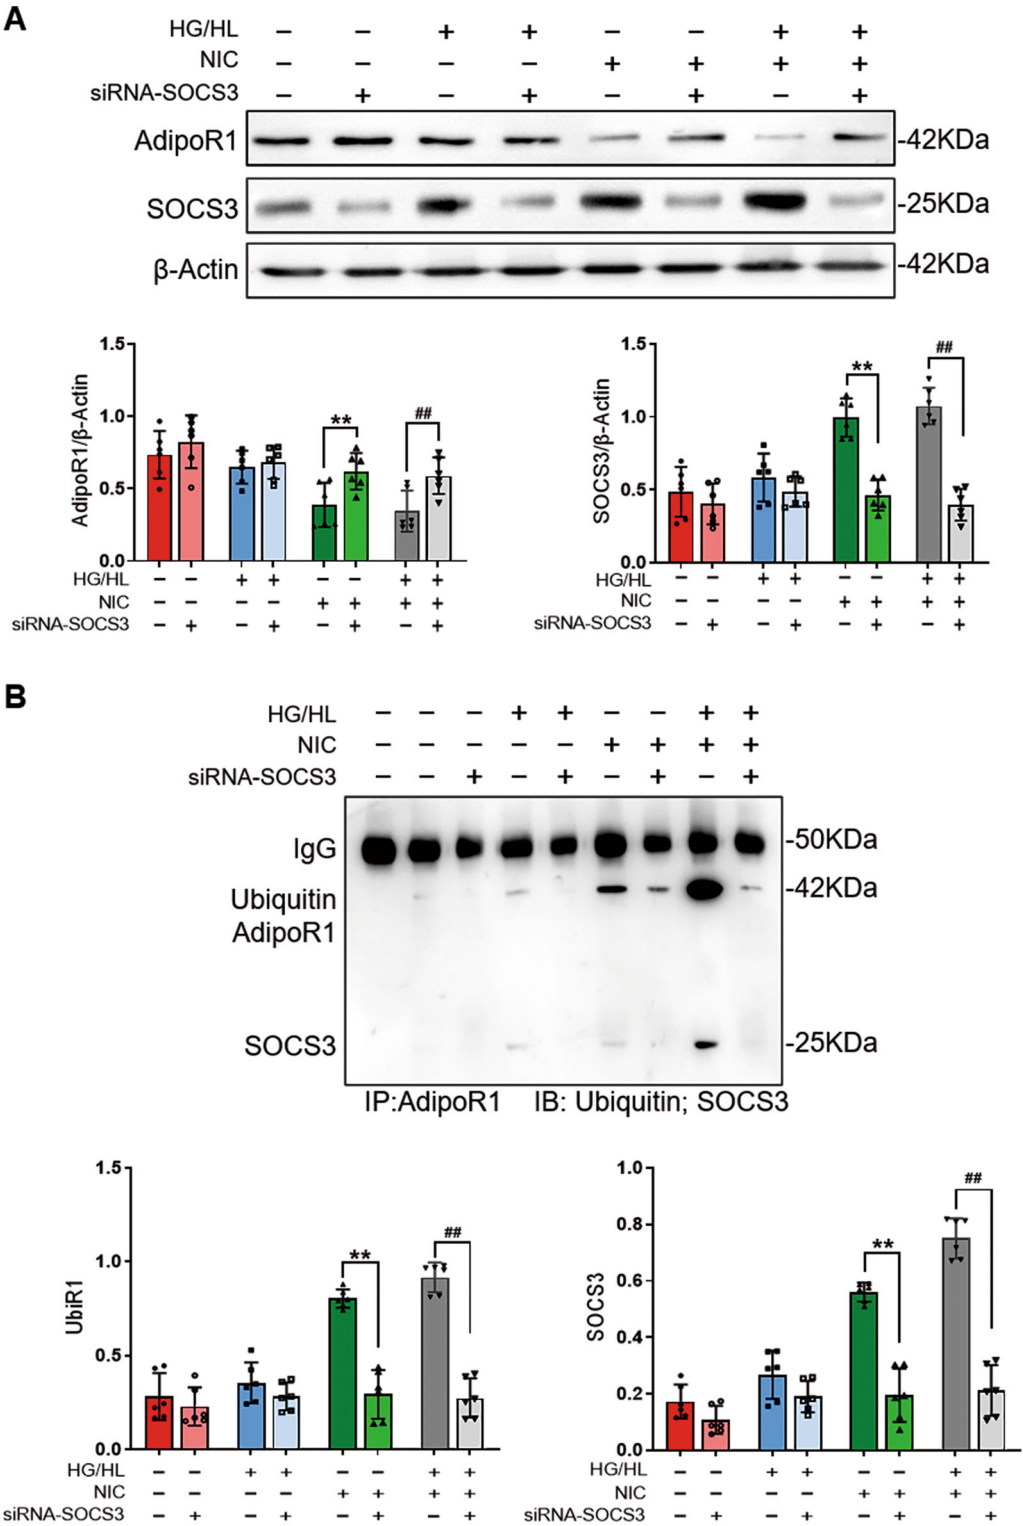 A
HG/HL − − + + − − + +
NIC − − − − + + + +
siRNA-SOCS3 − + − + − + − +
AdipoR1 -42KDa
SOCS3 -25KDa
β-Actin -42KDa
AdipoR1/β-Actin
1.5
1.0
0.5
0.0
** ##
HG/HL − − + + − − + +
NIC − − − − + + + +
siRNA-SOCS3 − + − + − + − +
SOCS3/β-Actin
1.5
1.0
0.5
0.0
** ##
HG/HL − − + + − − + +
NIC − − − − + + + +
siRNA-SOCS3 − + − + − + − +
B
HG/HL − − − + + − − + +
NIC − − − − − + + + +
siRNA-SOCS3 − − + − + − + − +
IgG -50KDa
Ubiquitin -42KDa
AdipoR1
SOCS3 -25KDa
IP:AdipoR1 IB: Ubiquitin; SOCS3
UbiR1
1.5
1.0
0.5
0.0
** ##
HG/HL − − + + − − + +
NIC − − − − + + + +
siRNA-SOCS3 − + − + − + − +
SOCS3
1.0
0.8
0.6
0.4
0.2
0.0
** ##
HG/HL − − + + − − + +
NIC − − − − + + + +
siRNA-SOCS3 − + − + − + − +